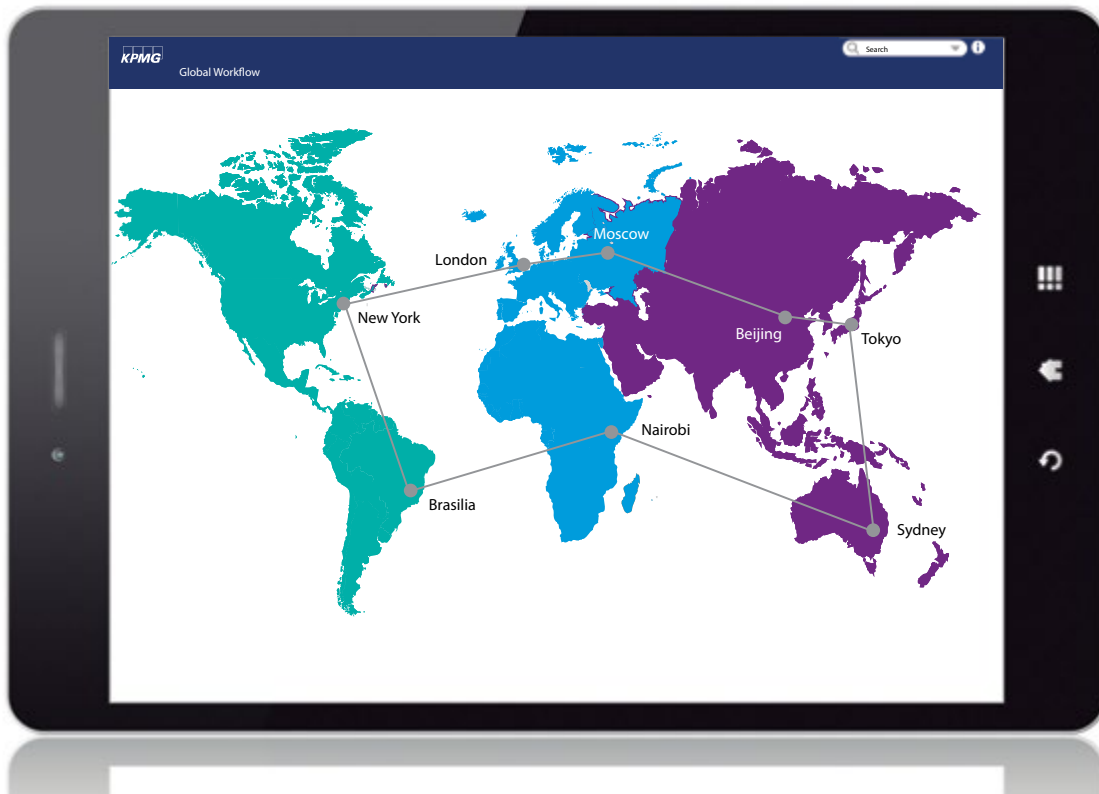 KPMG
Global Workflow
Search
Moscow
London
New York
Beijing
Tokyo
Nairobi
Brasilia
Sydney